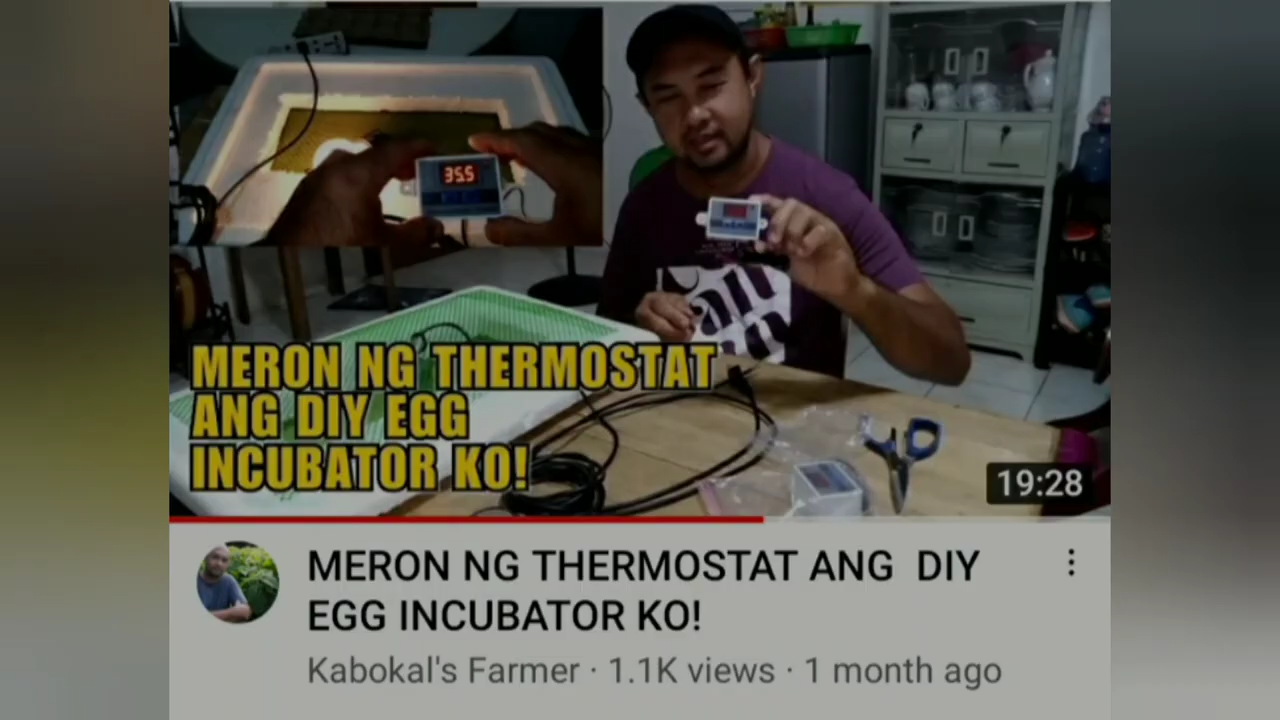 35.5
MERON NG THERMOSTAT
ANG DIY EGG
INCUBATOR KO!
19:28
MERON NG THERMOSTAT ANG DIY
EGG INCUBATOR KO!
Kabokal's Farmer · 1.1K views · 1 month ago